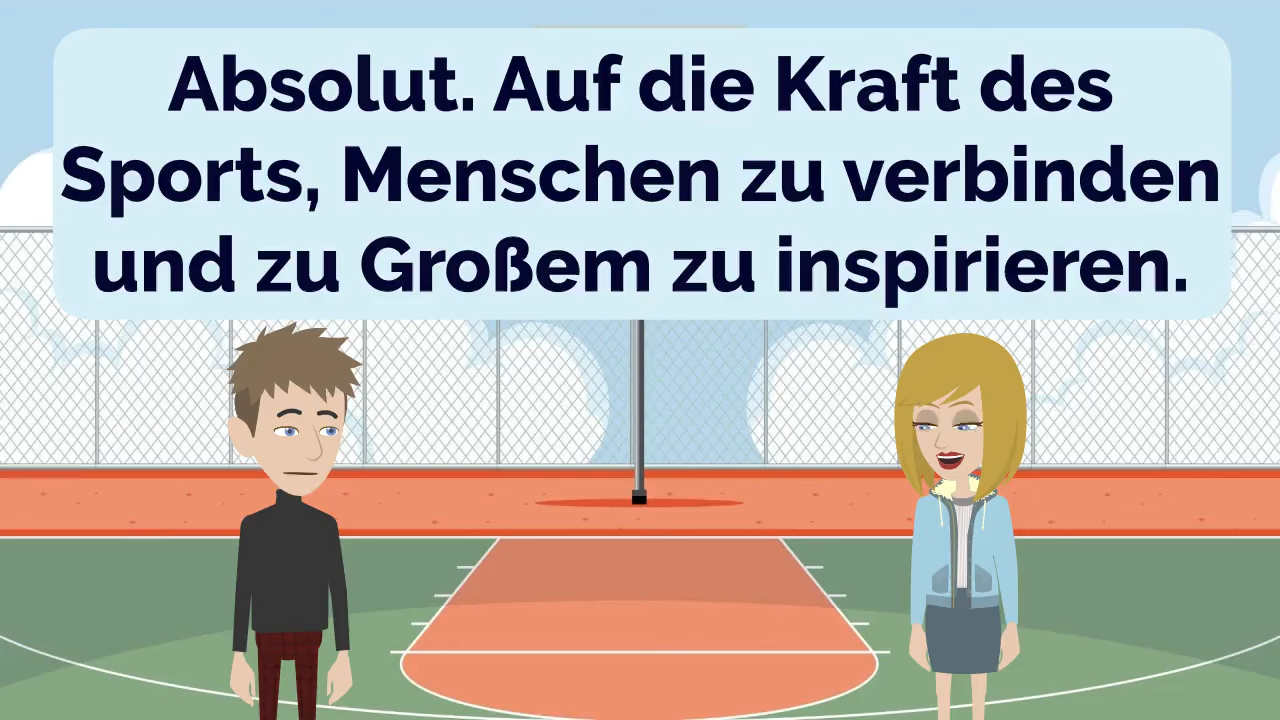 Absolut. Auf die Kraft des
Sports, Menschen zu verbinden
und zu Großem zu inspirieren.